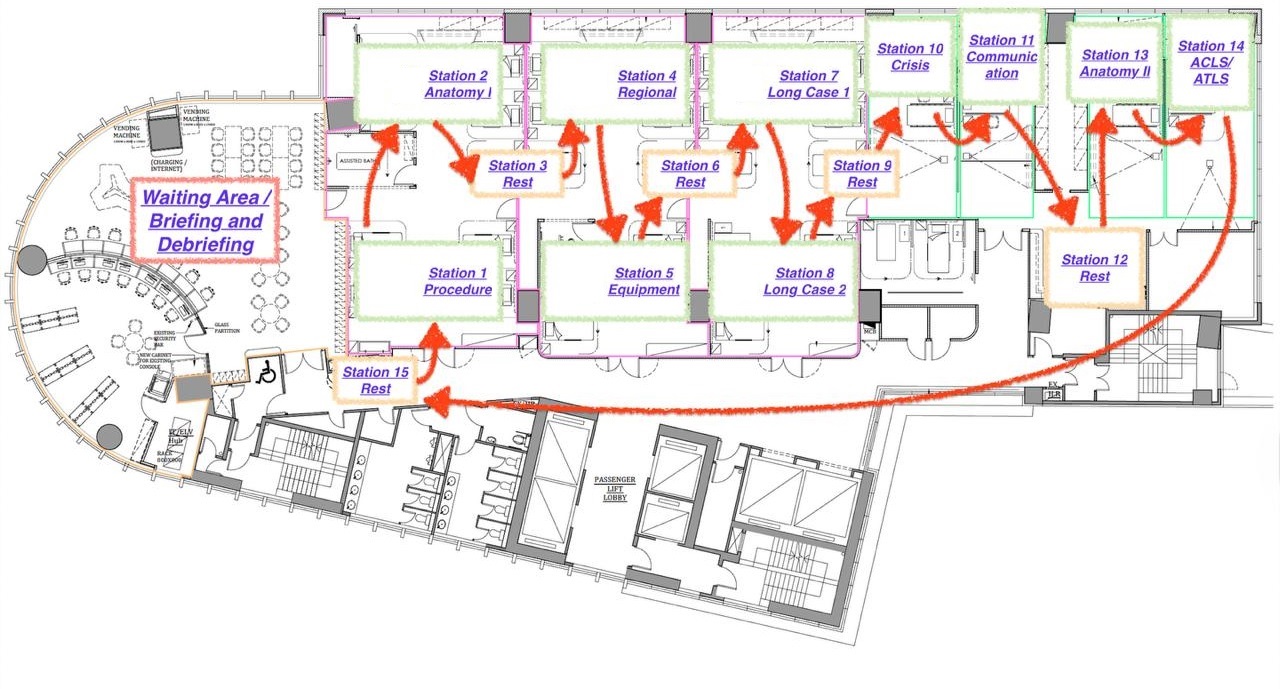 Station 2
Anatomy I
Station 4
Regional
Station 7
Long Case 1
Station 10
Crisis
Station 11
Communic
ation
Station 13
Anatomy II
Station 14
ACLS/
ATLS
VENDING
MACHINE
VENDING
MACHINE
(CHARGING /
INTERNET)
ASSISTED BATH
Station 3
Rest
Station 6
Rest
Station 9
Rest
Waiting Area /
Briefing and
Debriefing
Station 1
Procedure
Station 5
Equipment
Station 8
Long Case 2
1
2
Station 12
Rest
GLASS
PARTITION
EXISTING
SECURITY
BAR
NEW CABINET
FOR EXISTING
CONSOLE
MCB
Station 15
Rest
Hub
RACK
PASSENGER
LIFT
LOBBY